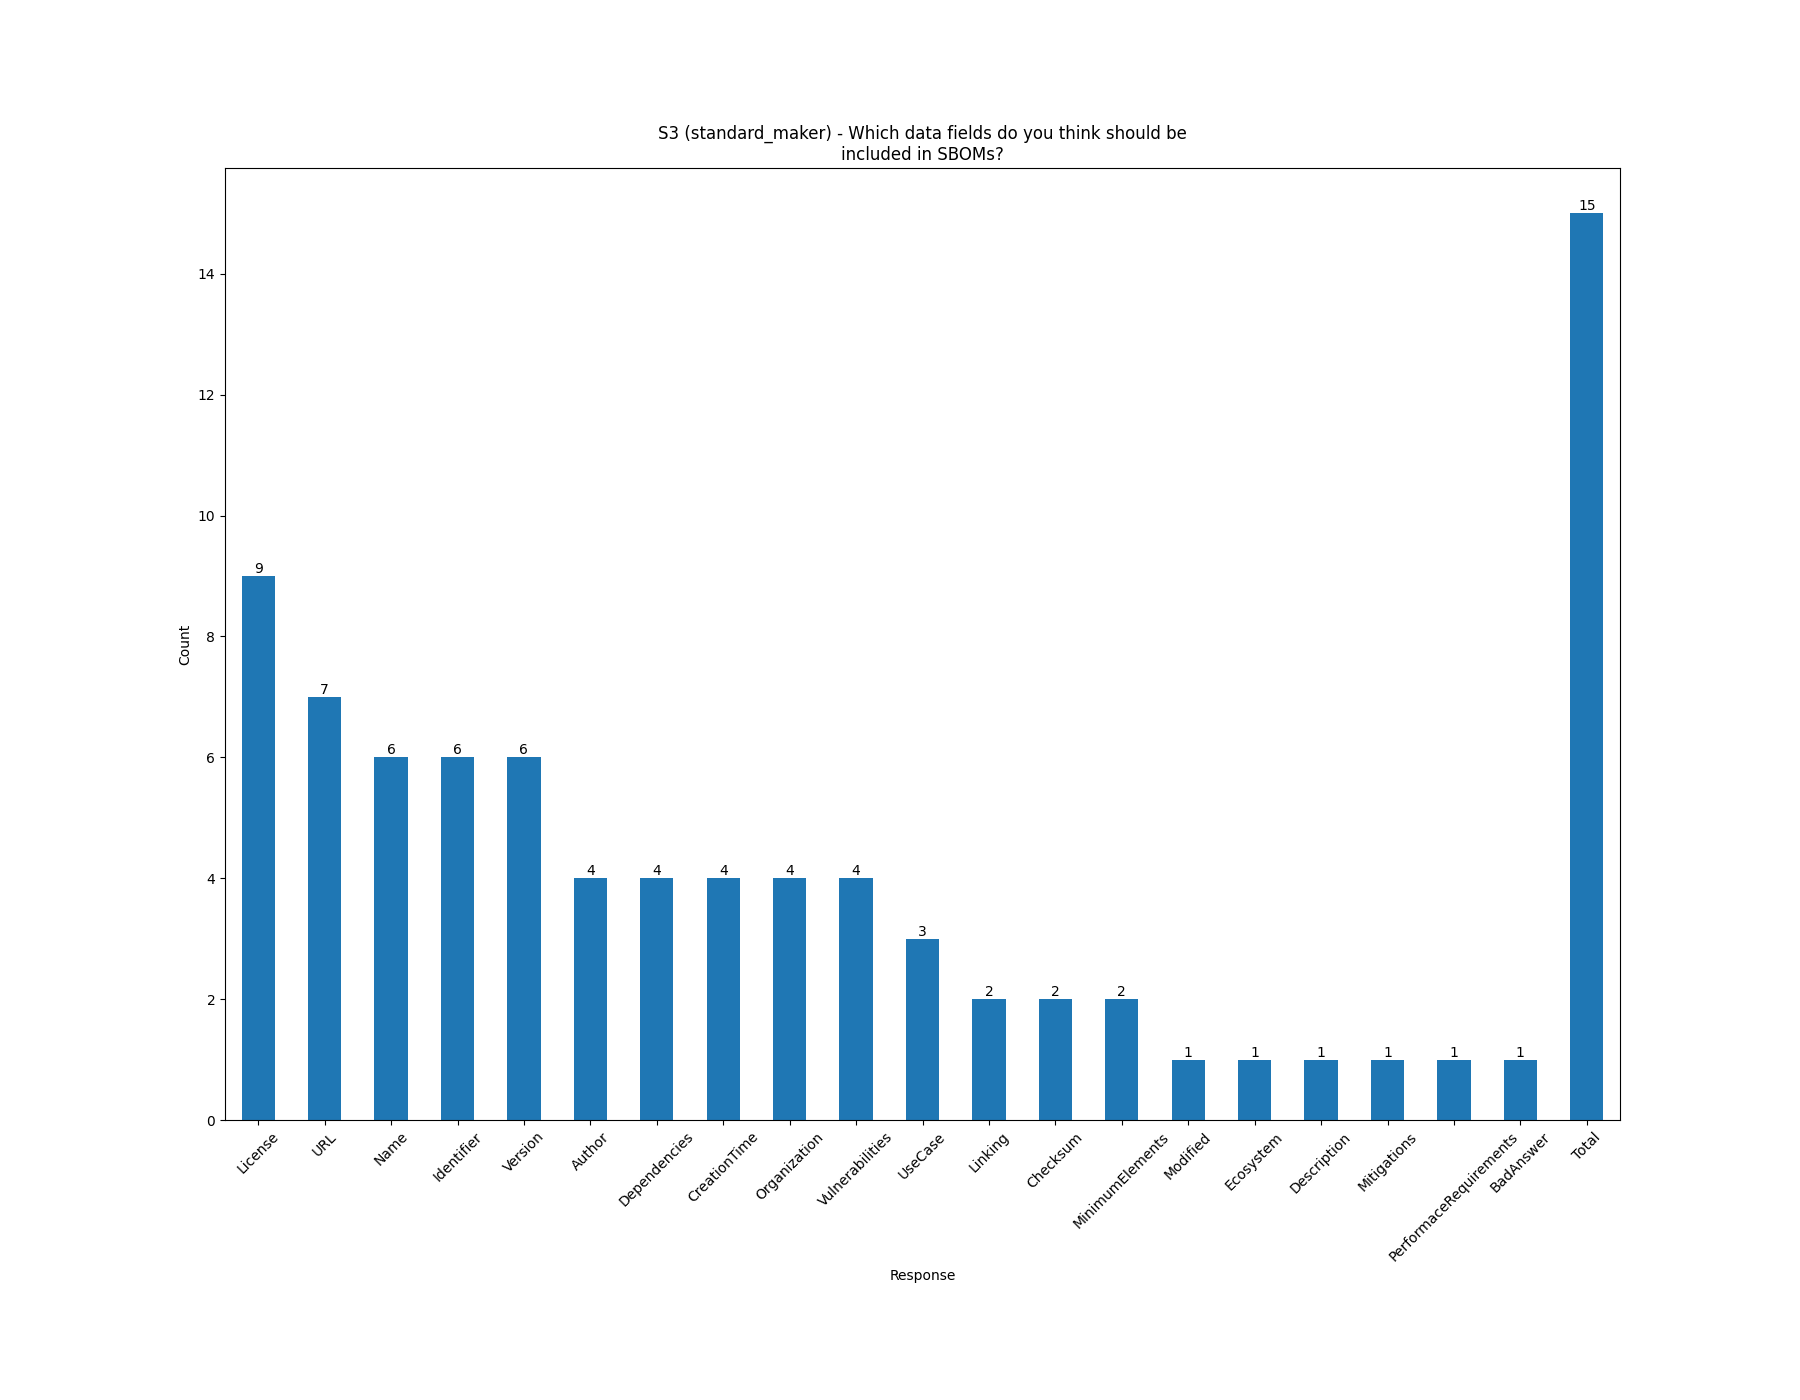 S3 (standard_maker) - Which data fields do you think should be
included in SBOMs?
15
14
12
10
9
8
7
6
6
6
6
4
4
4
4
4
4
3
2
2
2
2
1
1
1
1
1
1
0
Count
License
URL
Name
Identifier
Version
Author
Dependencies
CreationTime
Organization
Vulnerabilities
UseCase
Linking
Checksum
MinimumElements
Modified
Ecosystem
Description
Mitigations
PerformaceRequirements
BadAnswer
Total
Response